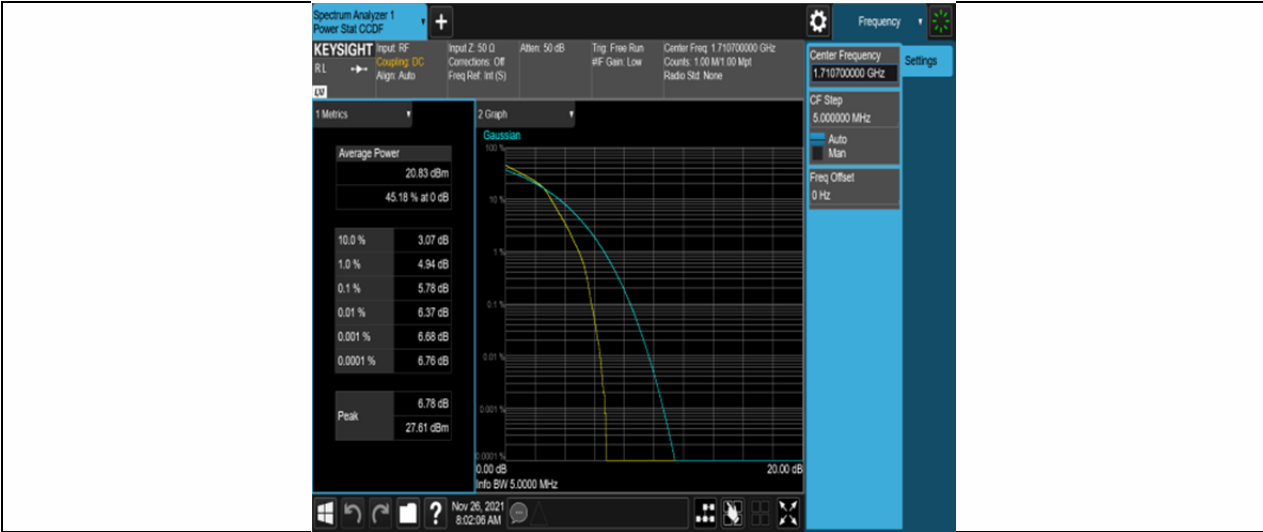 Spectrum Analyzer 1
Power Stat CCDF
+
Frequency
KEYSIGHT
RL
LV
Input: RF
Coupling: DC
Align: Auto
Input Z: 50 Ω
Corrections: Off
Freq Ref: Int (S)
Atten: 50 dB
Trig: Free Run
#IF Gain: Low
Center Freq: 1.710700000 GHz
Counts: 1.00 M/1.00 Mpt
Radio Std: None
Center Frequency
1.710700000 GHz
Settings
CF Step
5.000000 MHz
Auto
Man
Freq Offset
0 Hz
1 Metrics
Average Power
20.83 dBm
45.18 % at 0 dB
10.0 % 3.07 dB
1.0 % 4.94 dB
0.1 % 5.78 dB
0.01 % 6.37 dB
0.001 % 6.68 dB
0.0001 % 6.76 dB
Peak
6.78 dB
27.61 dBm
2 Graph
Gaussian
100 %
10 %
1 %
0.1 %
0.01 %
0.001 %
0.0001 %
0.00 dB 20.00 dB
Info BW 5.0000 MHz
?
Nov 26, 2021
8:02:06 AM